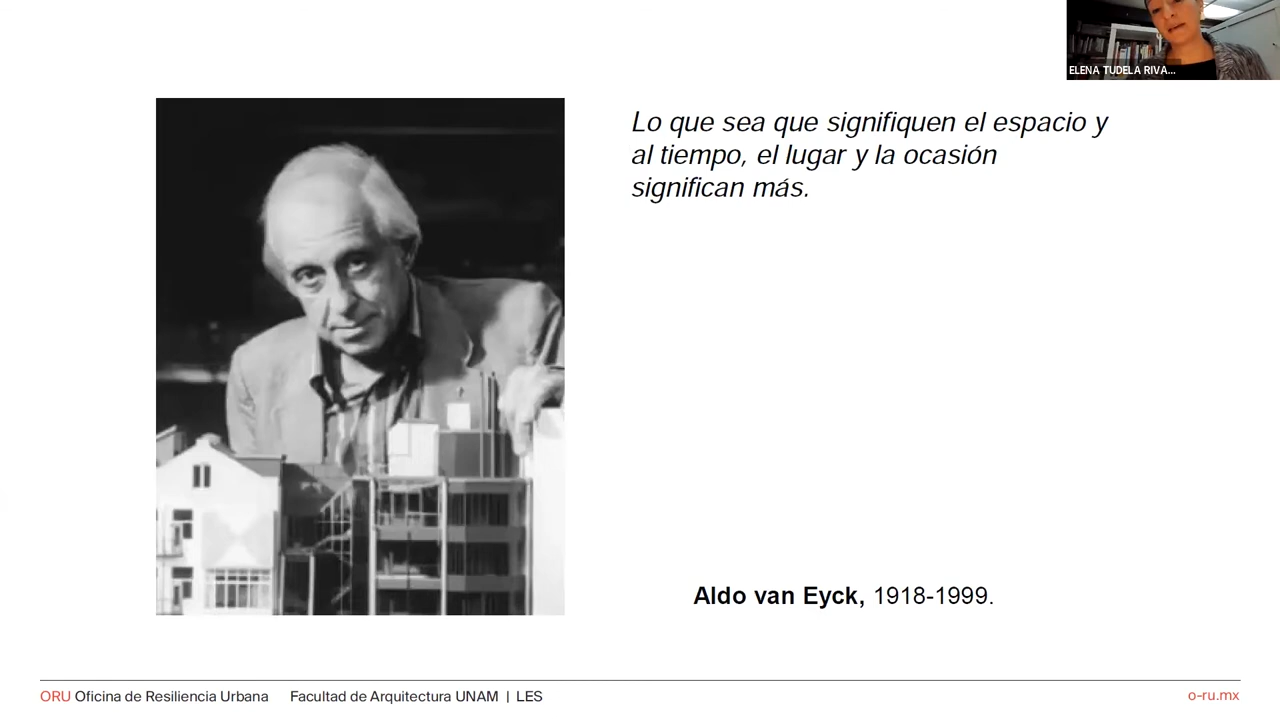 ELENA TUDELA RIVA...
Lo que sea que signifiquen el espacio y
al tiempo, el lugar y la ocasión
significan más.
Aldo van Eyck, 1918-1999.
ORU Oficina de Resiliencia Urbana Facultad de Arquitectura UNAM | LES
o-ru.mx